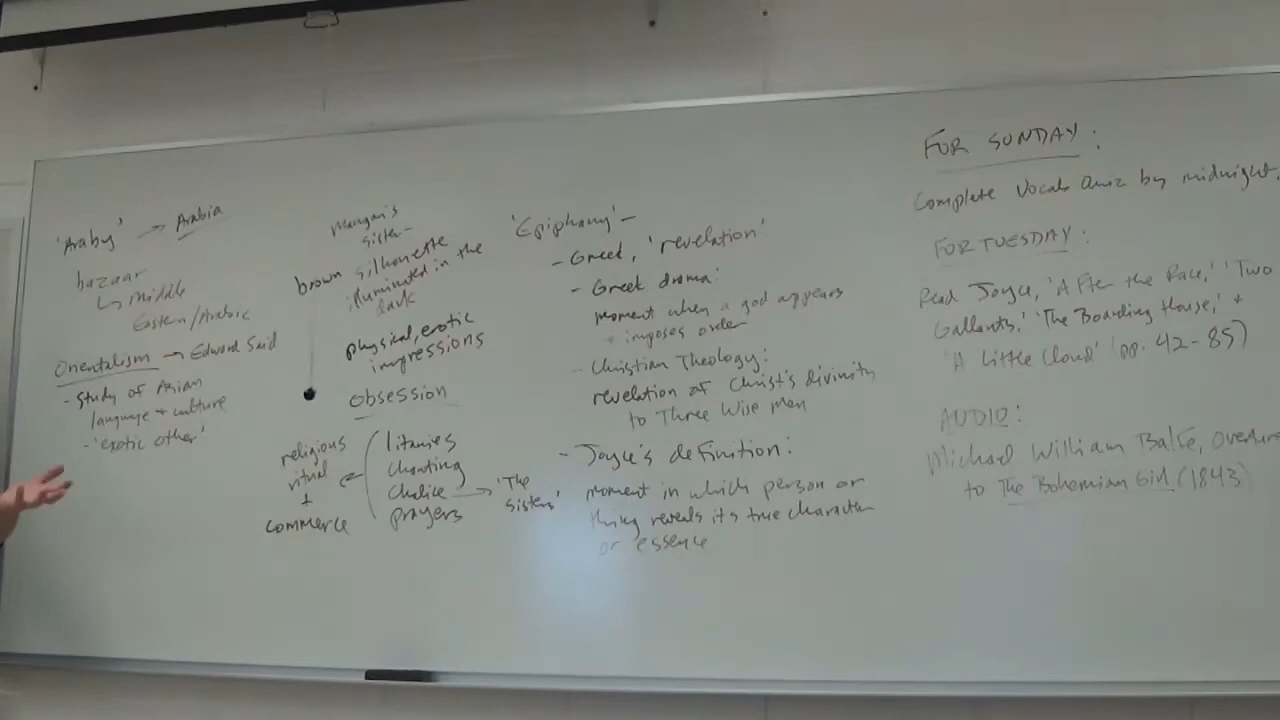 'Araby' → Arabia
bazaar
↳ Middle
Eastern/Arabic
Orientalism → Edward Said
- Study of Asian
language + culture
- 'exotic other'
Mangan's
sister -
brown silhouette
illuminated in the
dark
physical, erotic
impressions
obsession
religious
ritual
+
commerce
litanies
chanting
chalice → 'The
Sisters'
prayers
'Epiphany' -
- Greek, 'revelation'
- Greek drama:
moment when a god appears
+ imposes order
- Christian Theology:
revelation of Christ's divinity
to Three Wise Men
- Joyce's definition:
moment in which person or
thing reveals its true character
or essence
FOR SUNDAY:
Complete Vocab Quiz by midnight.
FOR TUESDAY:
Read Joyce, 'After the Race,' 'Two
Gallants,' 'The Boarding House,' +
'A Little Cloud' (pp. 42-85)
AUDIO:
Michael William Balfe, Overture
to The Bohemian Girl (1843)